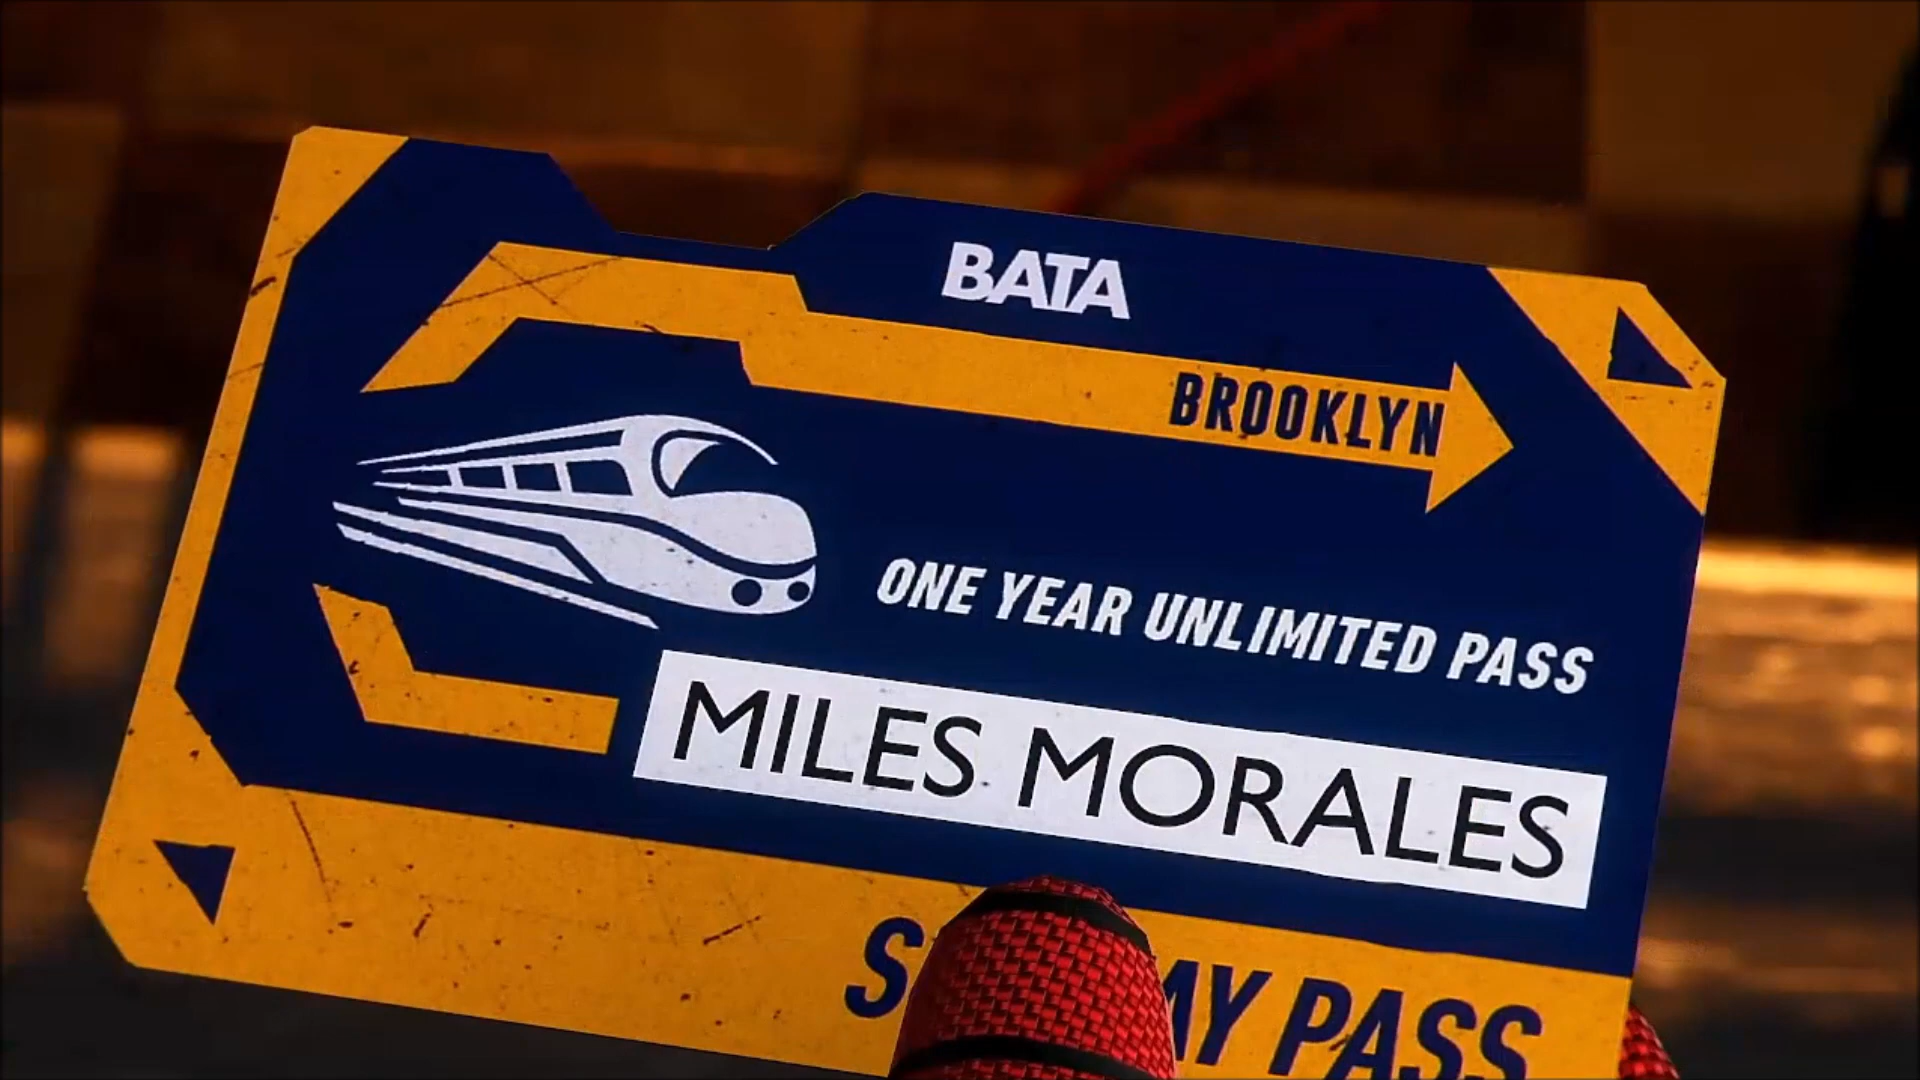 BATA
BROOKLYN
ONE YEAR UNLIMITED PASS
MILES MORALES
PASS